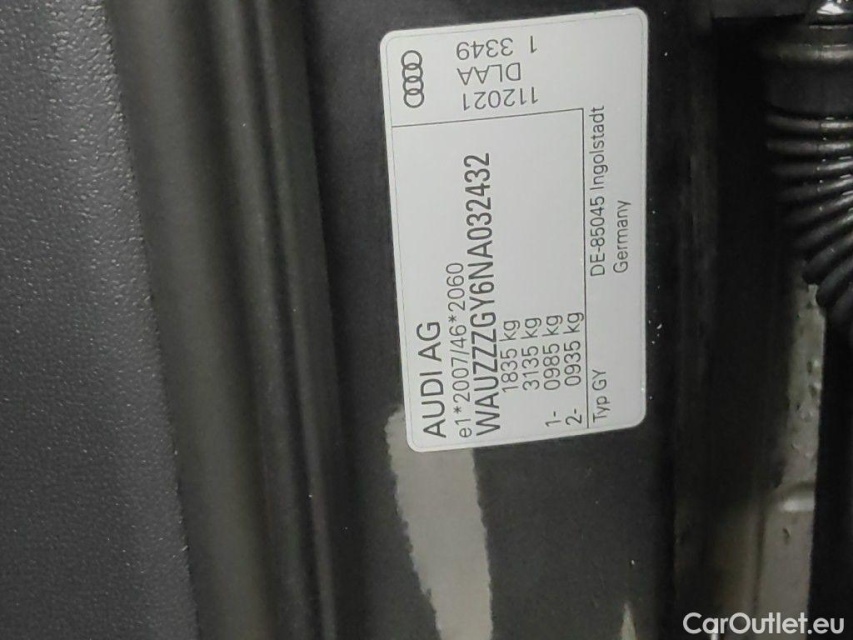 AUDI AG
e1*2007/46*2060
WAUZZZGY6NA032432
1835 kg
3135 kg
1- 0985 kg
2- 0935 kg
Typ GY
DE-85045 Ingolstadt
Germany
112021
DLAA
1 3349
CarOutlet.eu